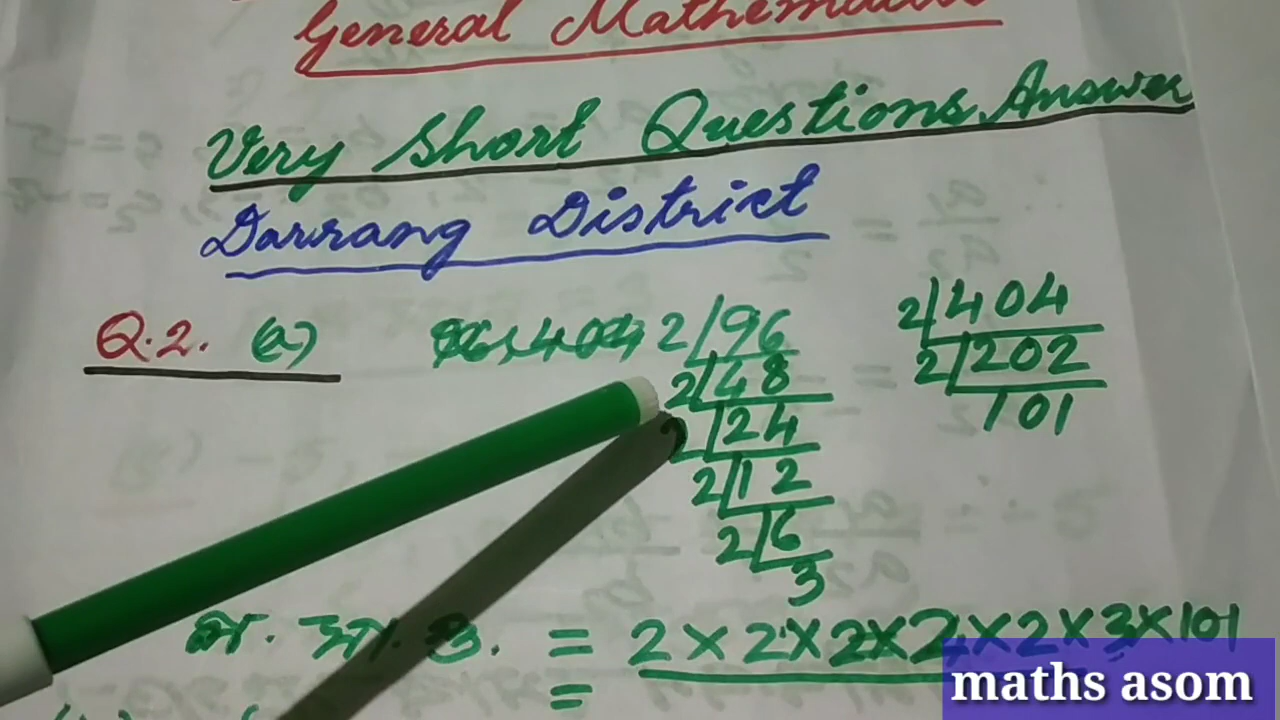 General Mathematics
Very Short Questions Answer
Darrang District
Q.2. (a) 96, 404
2 96
2 48
2 24
2 12
2 6
3
2 404
2 202
101
= 2 × 2 × 2 × 2 × 2 × 3 × 101
=
maths asom